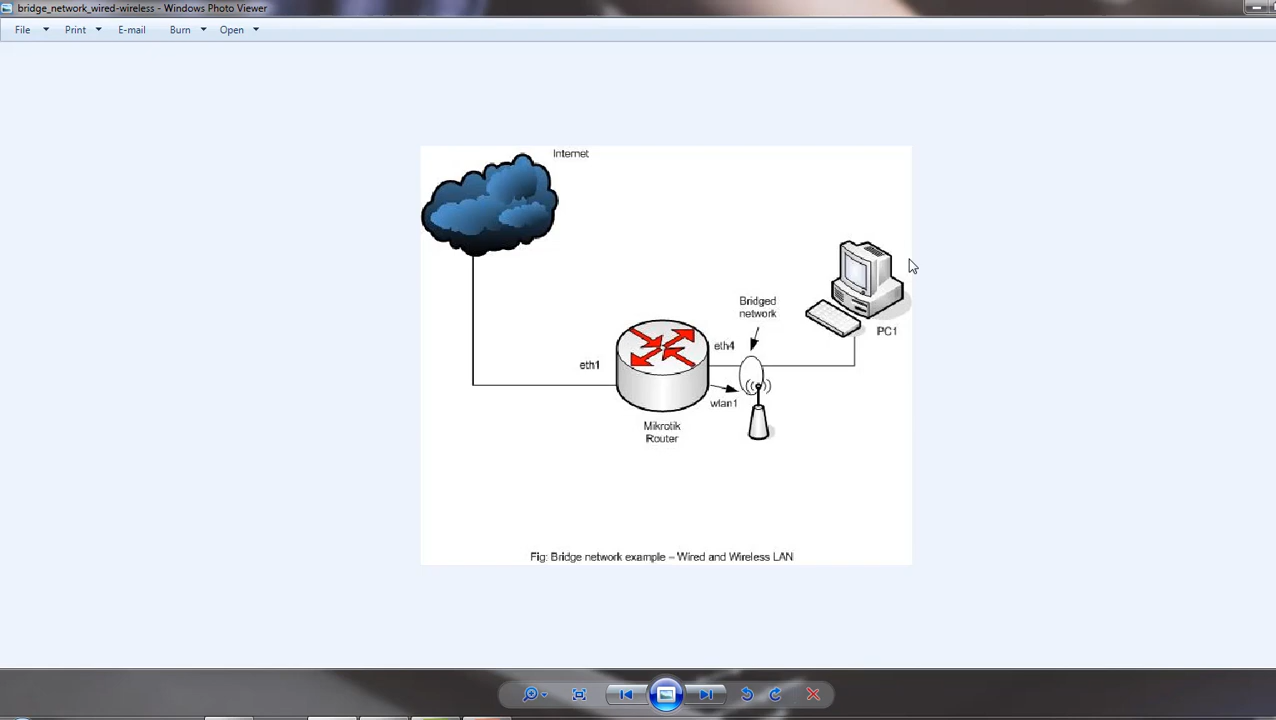 bridge_network_wired-wireless - Windows Photo Viewer
File Print E-mail Burn Open
Internet
Bridged
network
PC1
eth4
eth1
wlan1
Mikrotik
Router
Fig: Bridge network example – Wired and Wireless LAN